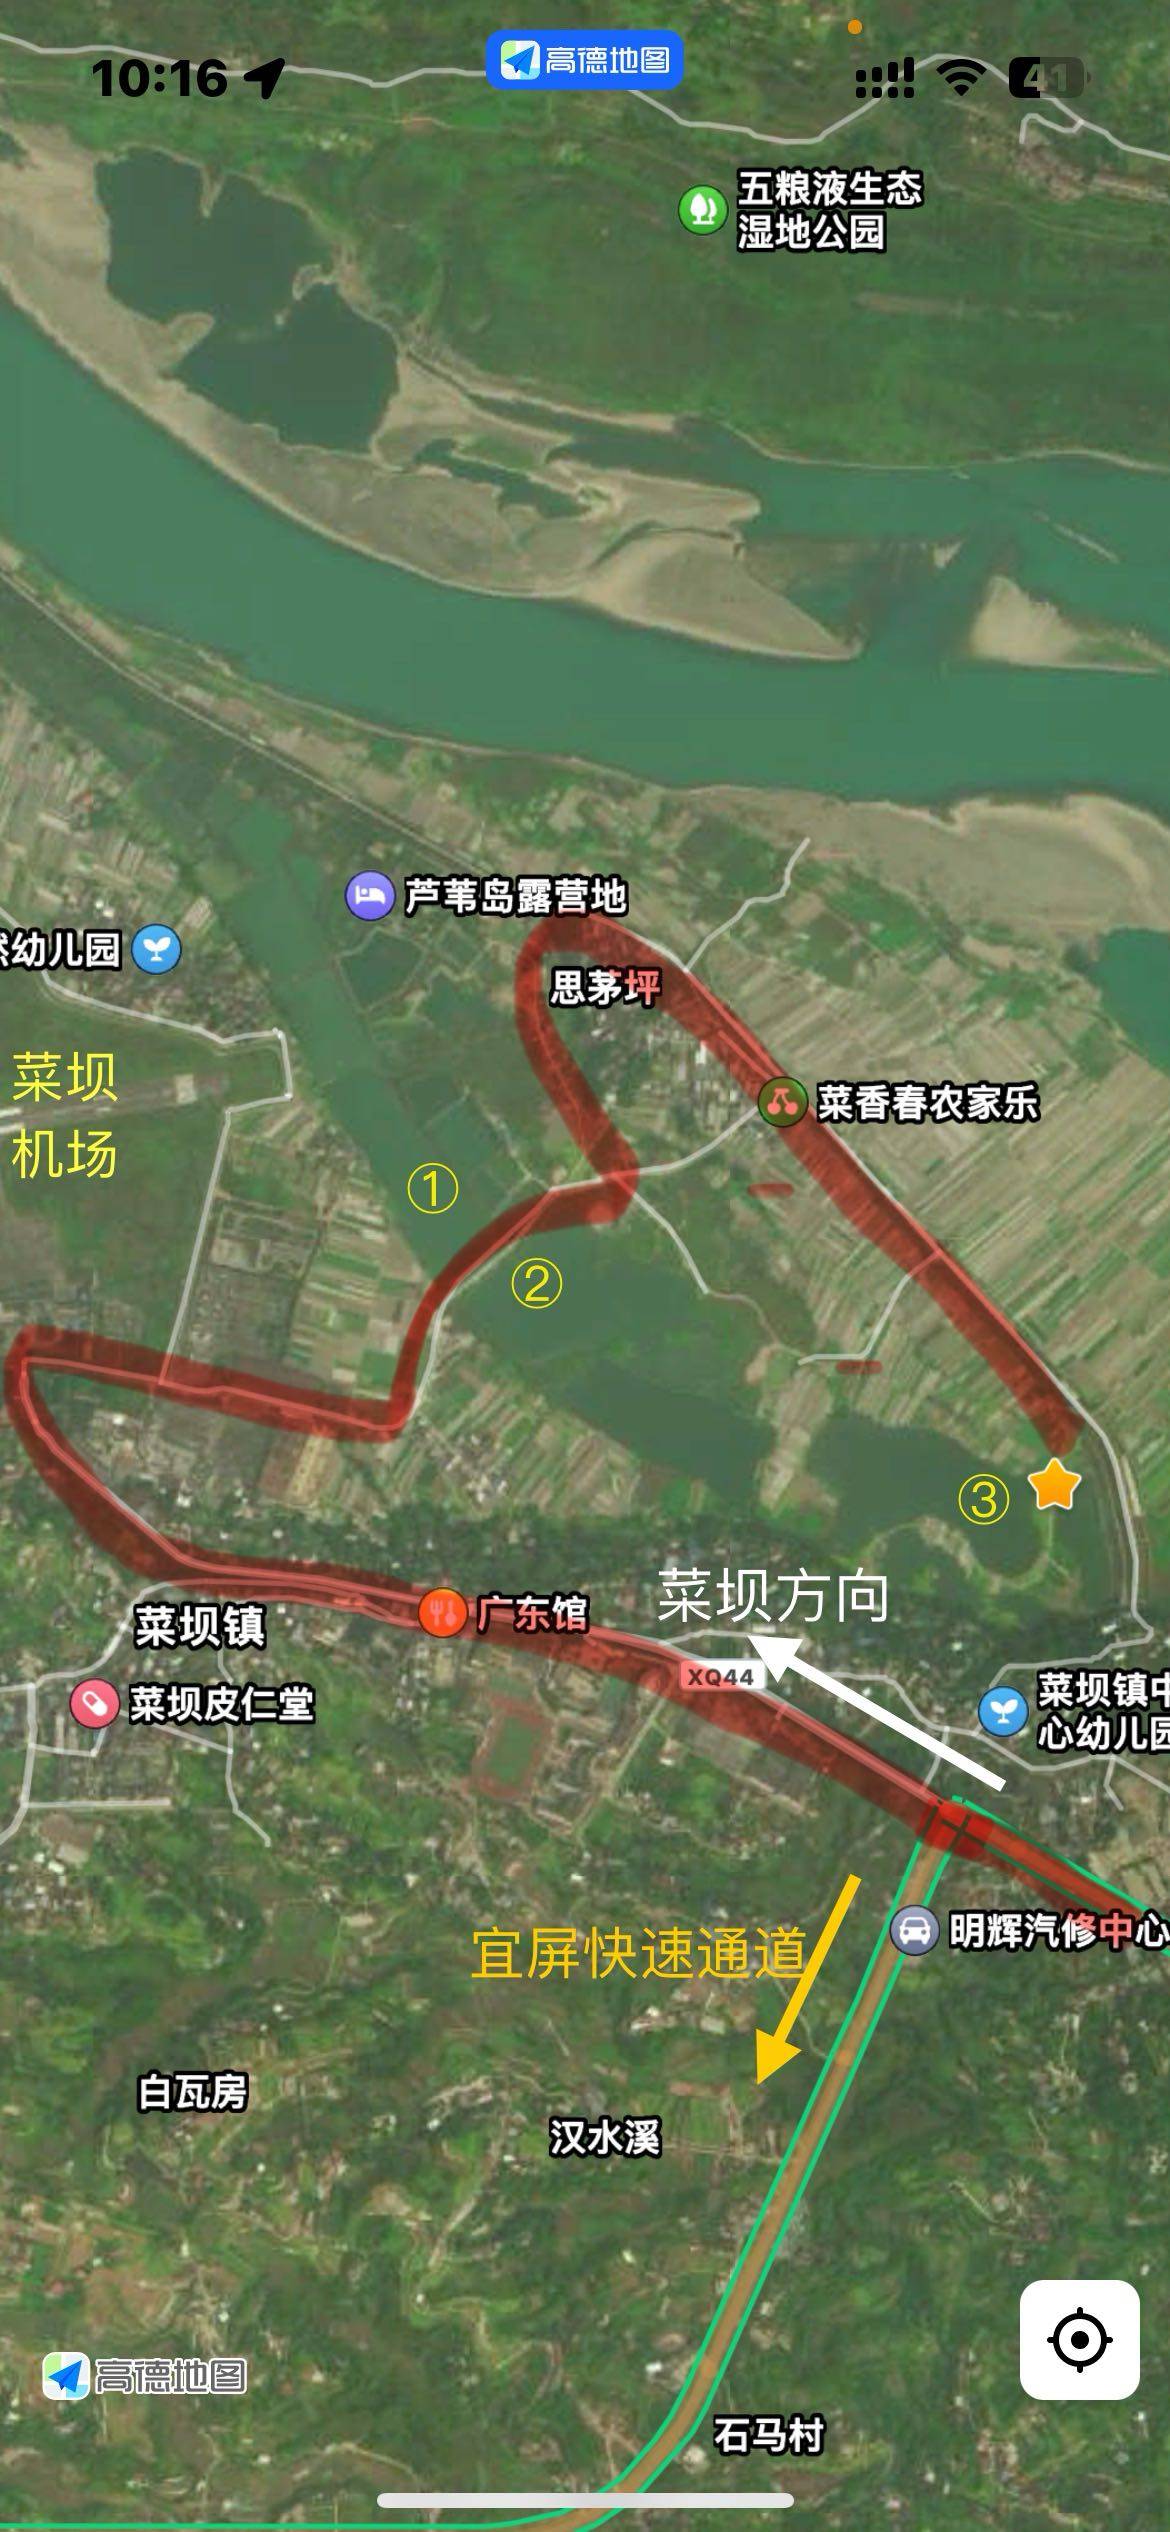 10:16
高德地图
41
五粮液生态
湿地公园
芦苇岛露营地
然幼儿园
思茅坪
菜坝
机场
菜香春农家乐
①
②
③
菜坝方向
广东馆
菜坝镇
XQ44
菜坝皮仁堂
菜坝镇中
心幼儿园
明辉汽修中心
宜屏快速通道
白瓦房
汉水溪
高德地图
石马村